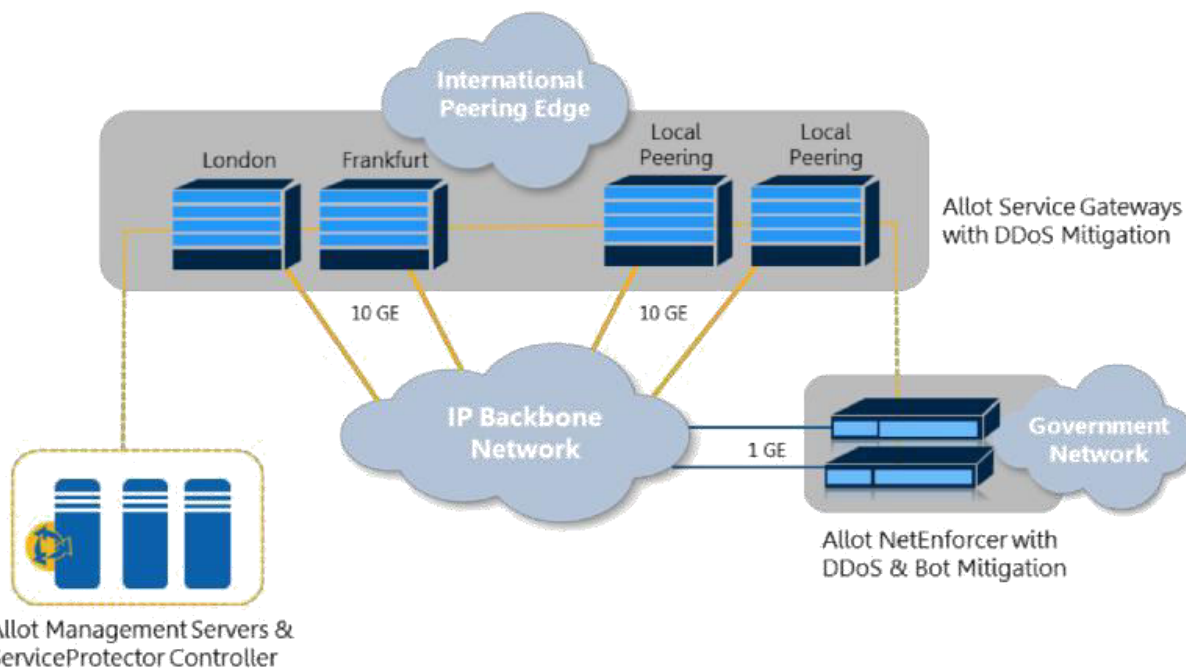 International
Peering Edge
London
Frankfurt
Local
Peering
Local
Peering
Allot Service Gateways
with DDoS Mitigation
10 GE
10 GE
IP Backbone
Network
1 GE
Government
Network
Allot NetEnforcer with
DDoS & Bot Mitigation
Allot Management Servers &
ServiceProtector Controller